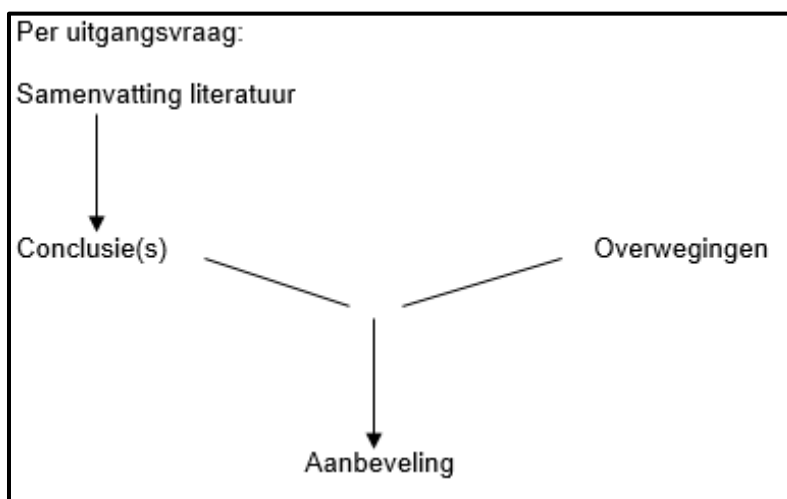 Per uitgangsvraag:
Samenvatting literatuur
Conclusie(s)
Overwegingen
Aanbeveling